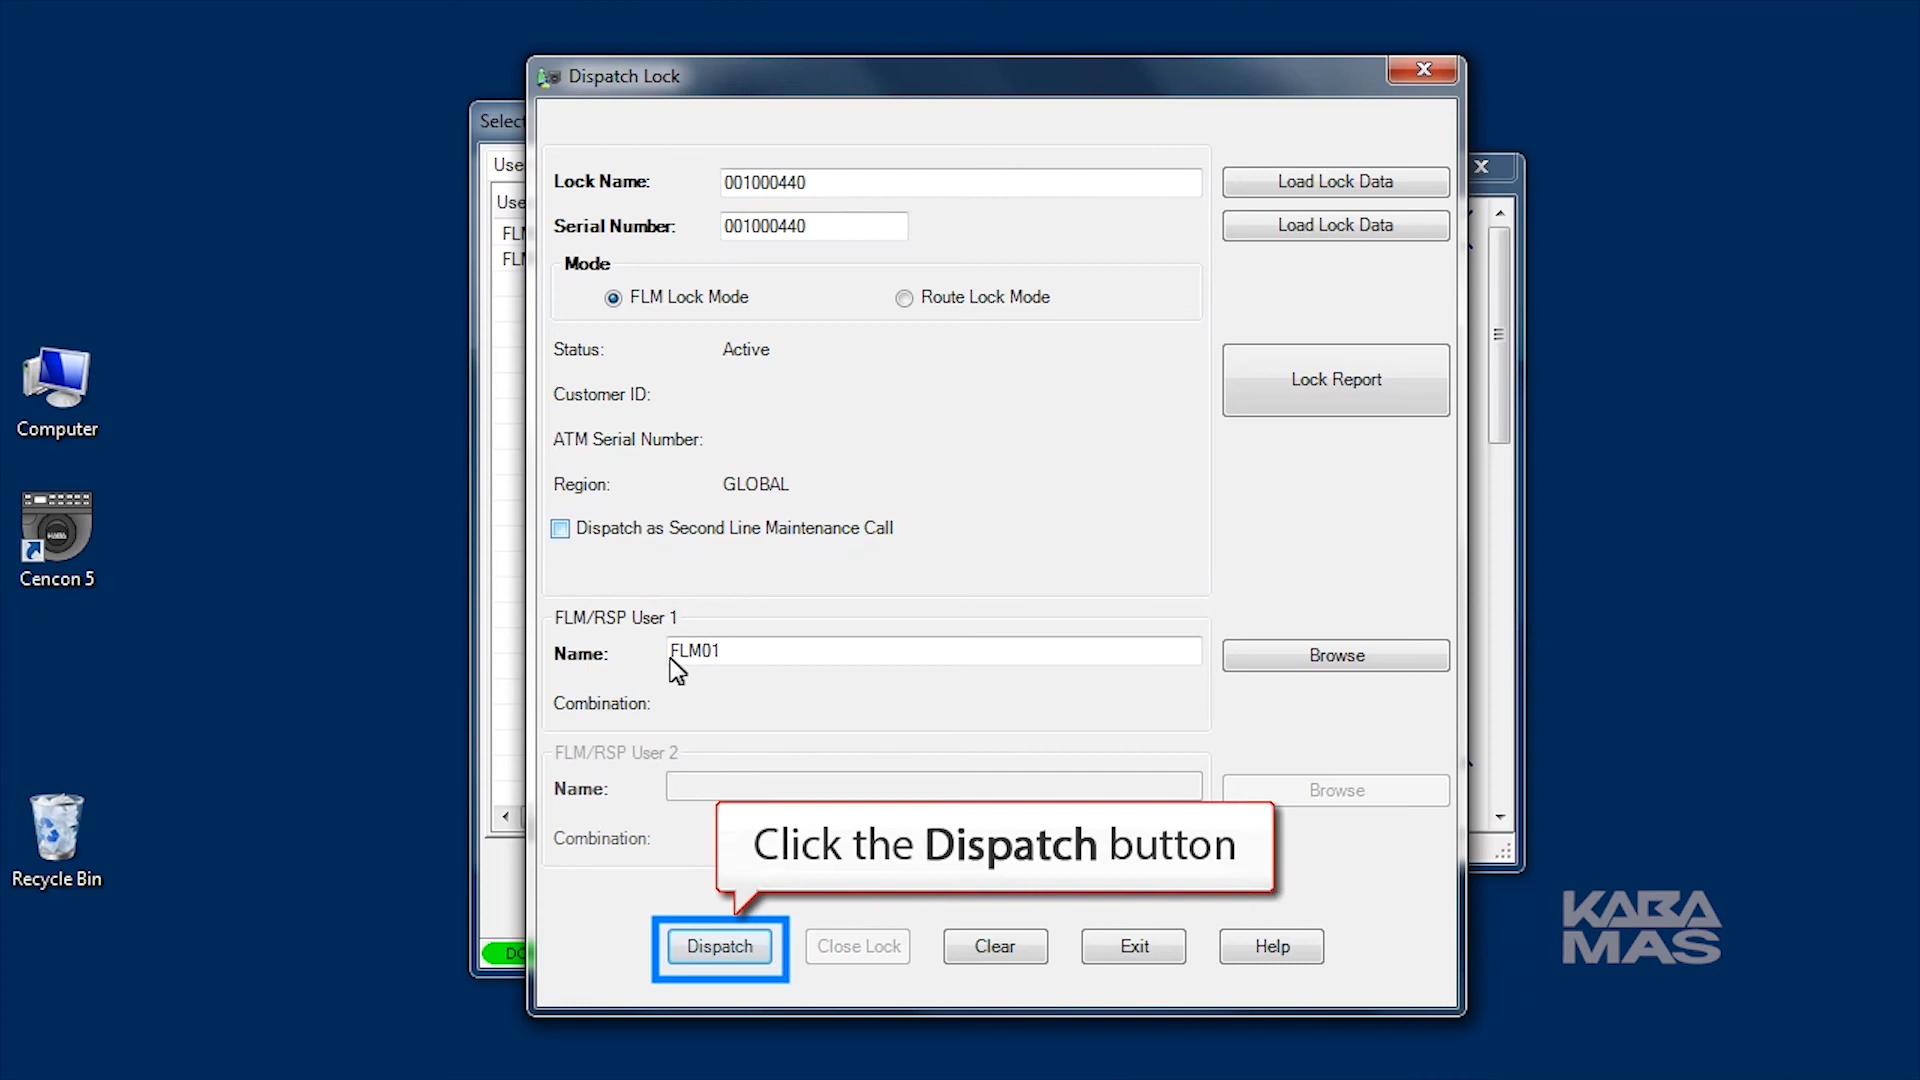 Dispatch Lock
Select
Use
Use
FLM
FLM
Lock Name: 001000440 Load Lock Data
Serial Number: 001000440 Load Lock Data
Mode
FLM Lock Mode Route Lock Mode
Status: Active
Lock Report
Customer ID:
ATM Serial Number:
Region: GLOBAL
Dispatch as Second Line Maintenance Call
FLM/RSP User 1
Name: FLM01 Browse
Combination:
FLM/RSP User 2
Name: Browse
Combination:
Click the Dispatch button
Dispatch Close Lock Clear Exit Help
Computer
KABA
Cencon 5
Recycle Bin
KABA
MAS